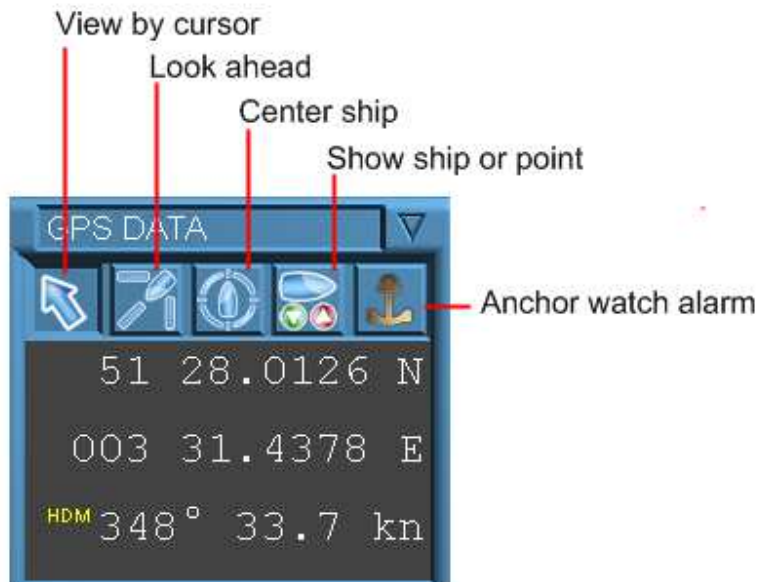 View by cursor
Look ahead
Center ship
Show ship or point
GPS DATA
Anchor watch alarm
51 28.0126 N
003 31.4378 E
HDM 348° 33.7 kn